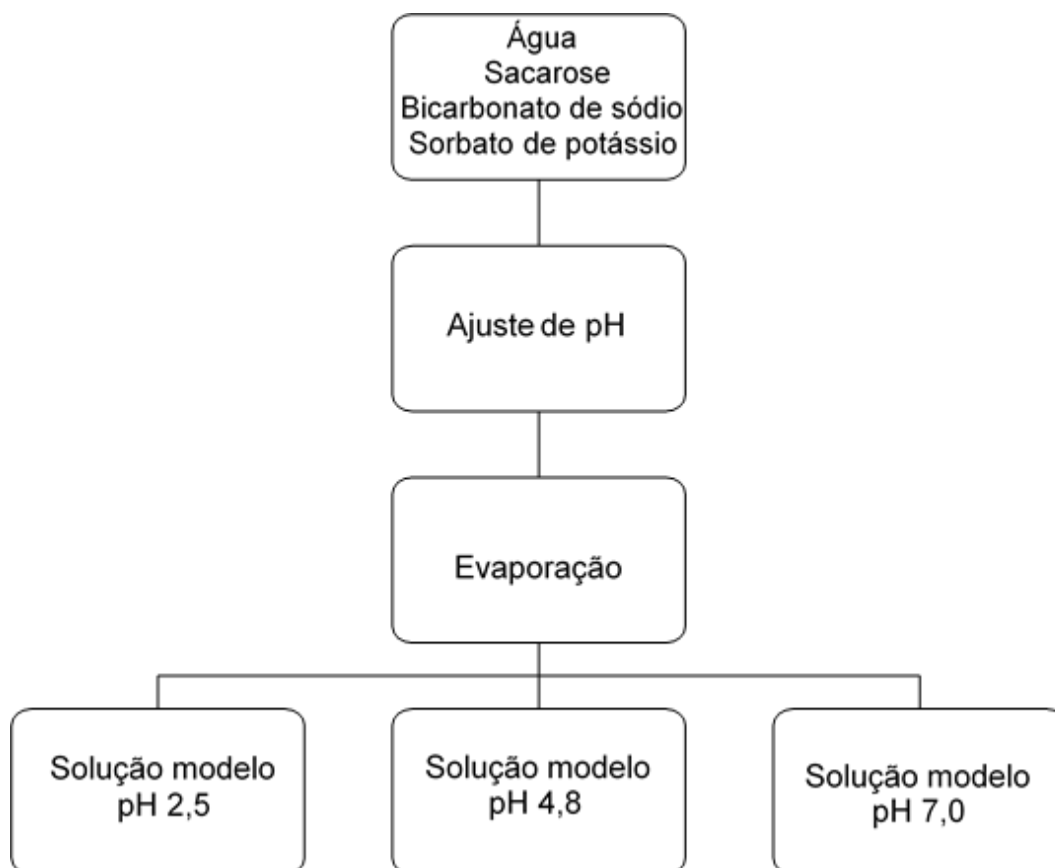 Água
Sacarose
Bicarbonato de sódio
Sorbato de potássio
Ajuste de pH
Evaporação
Solução modelo
pH 2,5
Solução modelo
pH 4,8
Solução modelo
pH 7,0